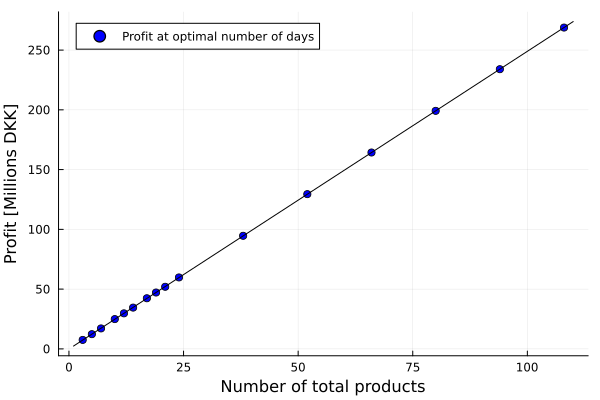 Profit at optimal number of days
250
200
150
100
50
0
Profit [Millions DKK]
0 25 50 75 100
Number of total products